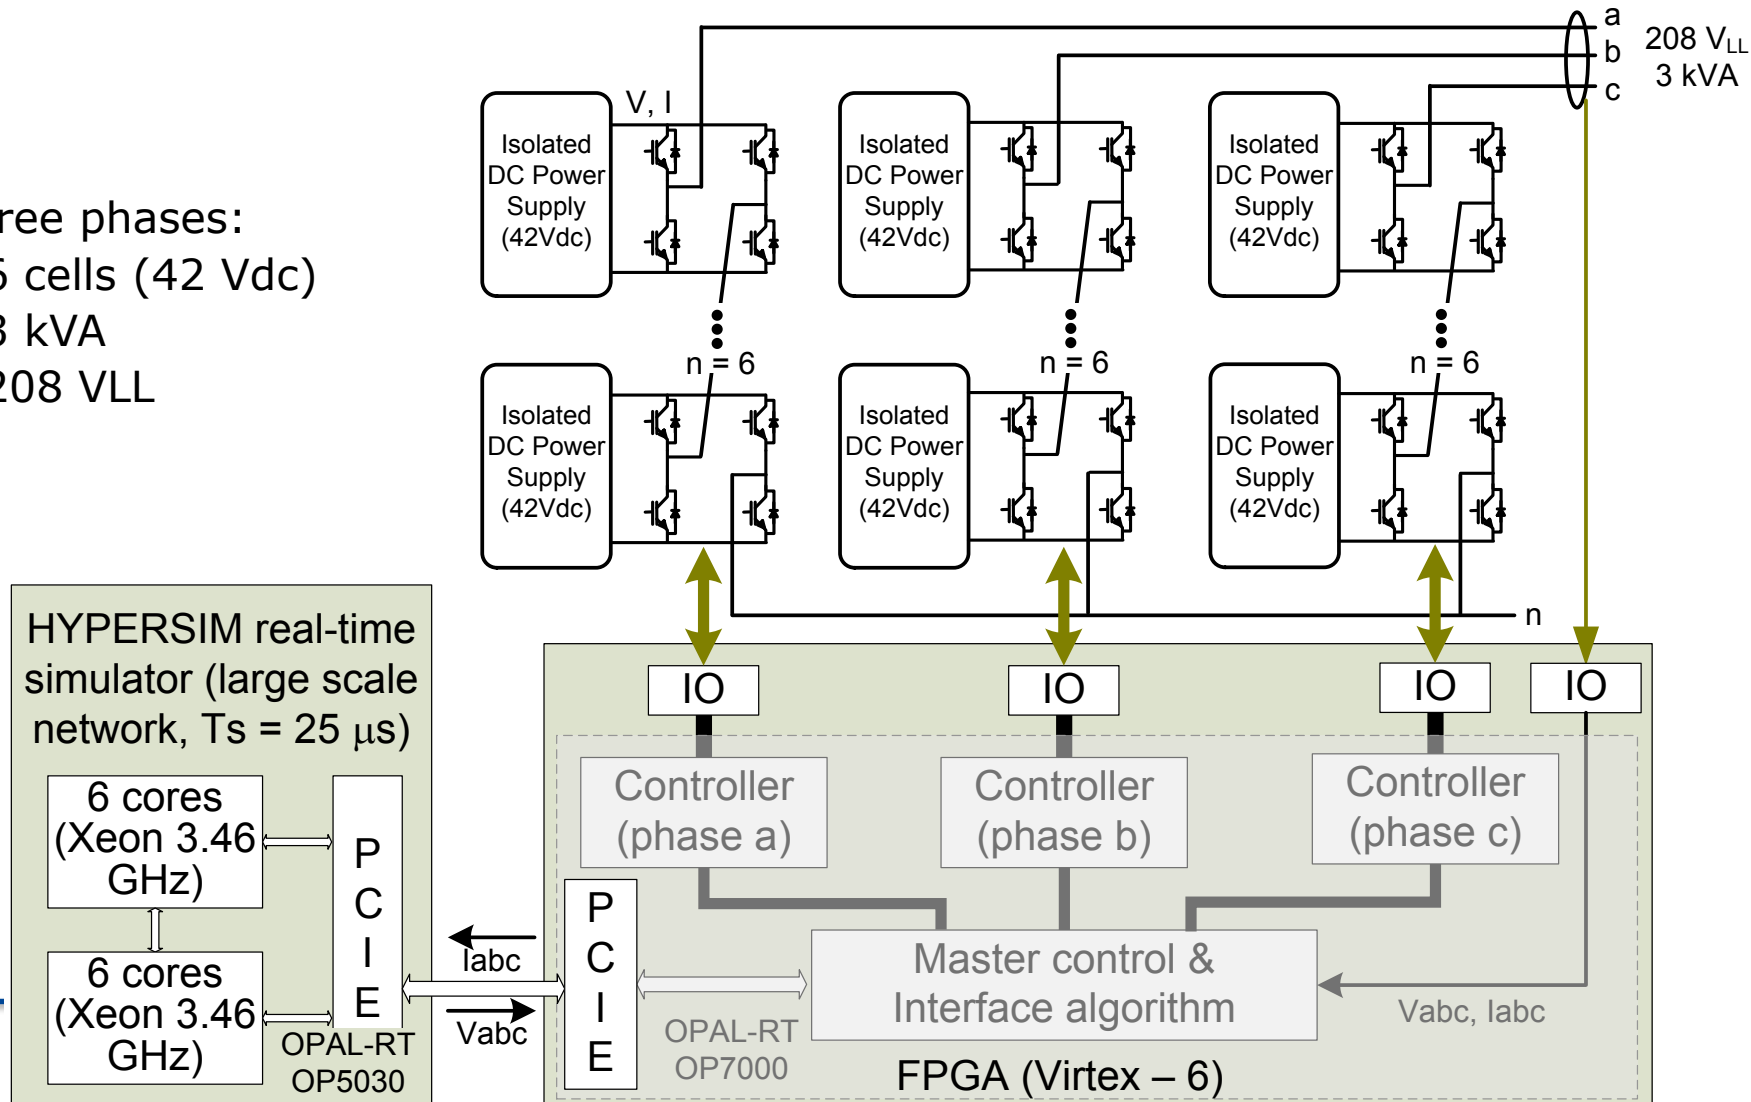 a
b
c
208 VLL
3 kVA
V, I
Isolated
DC Power
Supply
(42Vdc)
Isolated
DC Power
Supply
(42Vdc)
Isolated
DC Power
Supply
(42Vdc)
ree phases:
6 cells (42 Vdc)
3 kVA
208 VLL
n = 6
n = 6
n = 6
Isolated
DC Power
Supply
(42Vdc)
Isolated
DC Power
Supply
(42Vdc)
Isolated
DC Power
Supply
(42Vdc)
n
HYPERSIM real-time
simulator (large scale
network, Ts = 25 μs)
6 cores
(Xeon 3.46
GHz)
6 cores
(Xeon 3.46
GHz)
P
C
I
E
OPAL-RT
OP5030
Iabc
Vabc
IO
IO
IO
IO
Controller
(phase a)
Controller
(phase b)
Controller
(phase c)
P
C
I
E
OPAL-RT
OP7000
Master control &
Interface algorithm
Vabc, Iabc
FPGA (Virtex – 6)